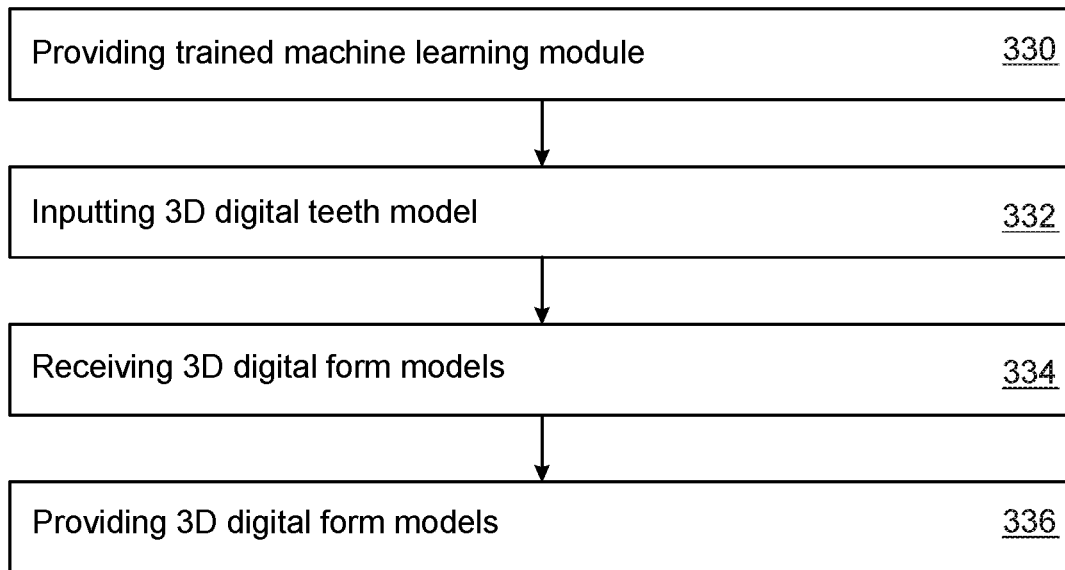 Providing trained machine learning module 330
Inputting 3D digital teeth model 332
Receiving 3D digital form models 334
Providing 3D digital form models 336